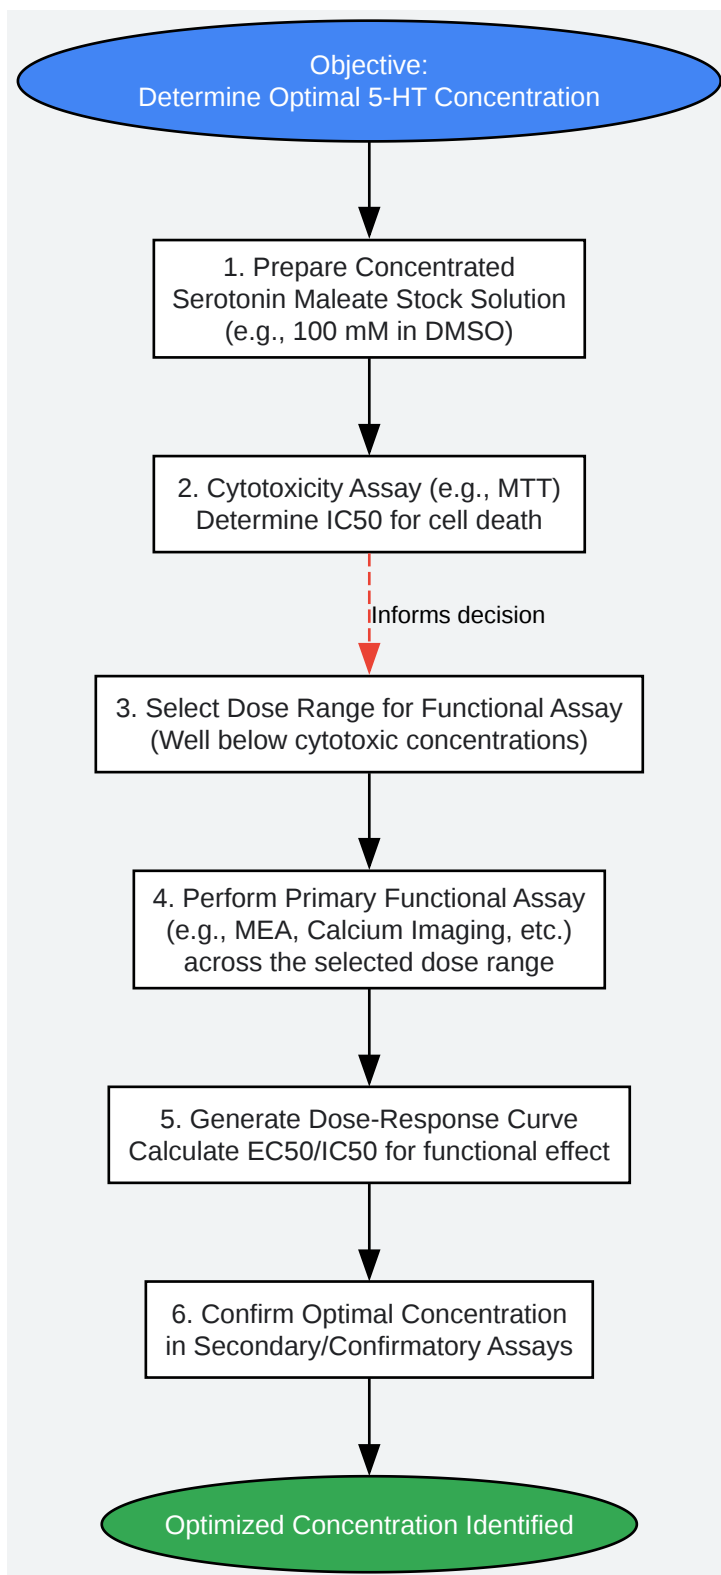 Objective:
Determine Optimal 5-HT Concentration
1. Prepare Concentrated
Serotonin Maleate Stock Solution
(e.g., 100 mM in DMSO)
2. Cytotoxicity Assay (e.g., MTT)
Determine IC50 for cell death
Informs decision
3. Select Dose Range for Functional Assay
(Well below cytotoxic concentrations)
4. Perform Primary Functional Assay
(e.g., MEA, Calcium Imaging, etc.)
across the selected dose range
5. Generate Dose-Response Curve
Calculate EC50/IC50 for functional effect
6. Confirm Optimal Concentration
in Secondary/Confirmatory Assays
Optimized Concentration Identified